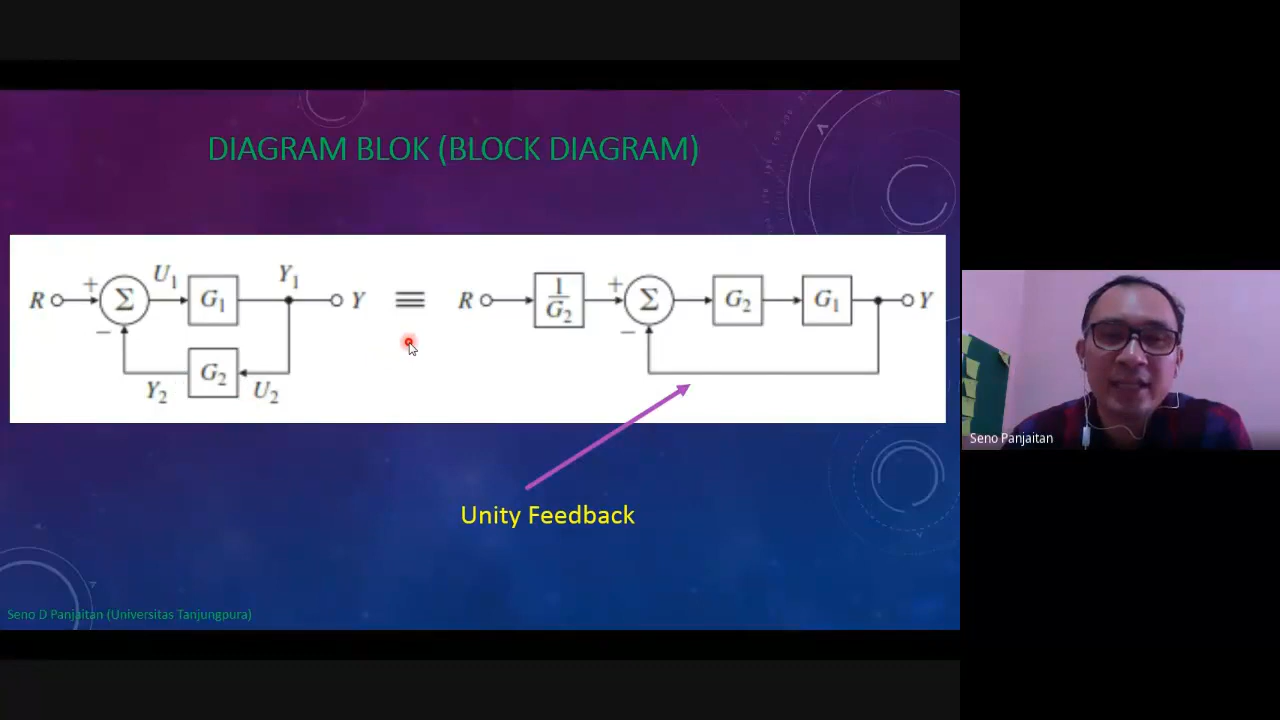 DIAGRAM BLOK (BLOCK DIAGRAM)
R + Σ U1 G1 Y1 Y
− Y2 G2 U2
≡
R 1/G2 + Σ G2 G1 Y
−
Unity Feedback
Seno D Panjaitan (Universitas Tanjungpura)
Seno Panjaitan